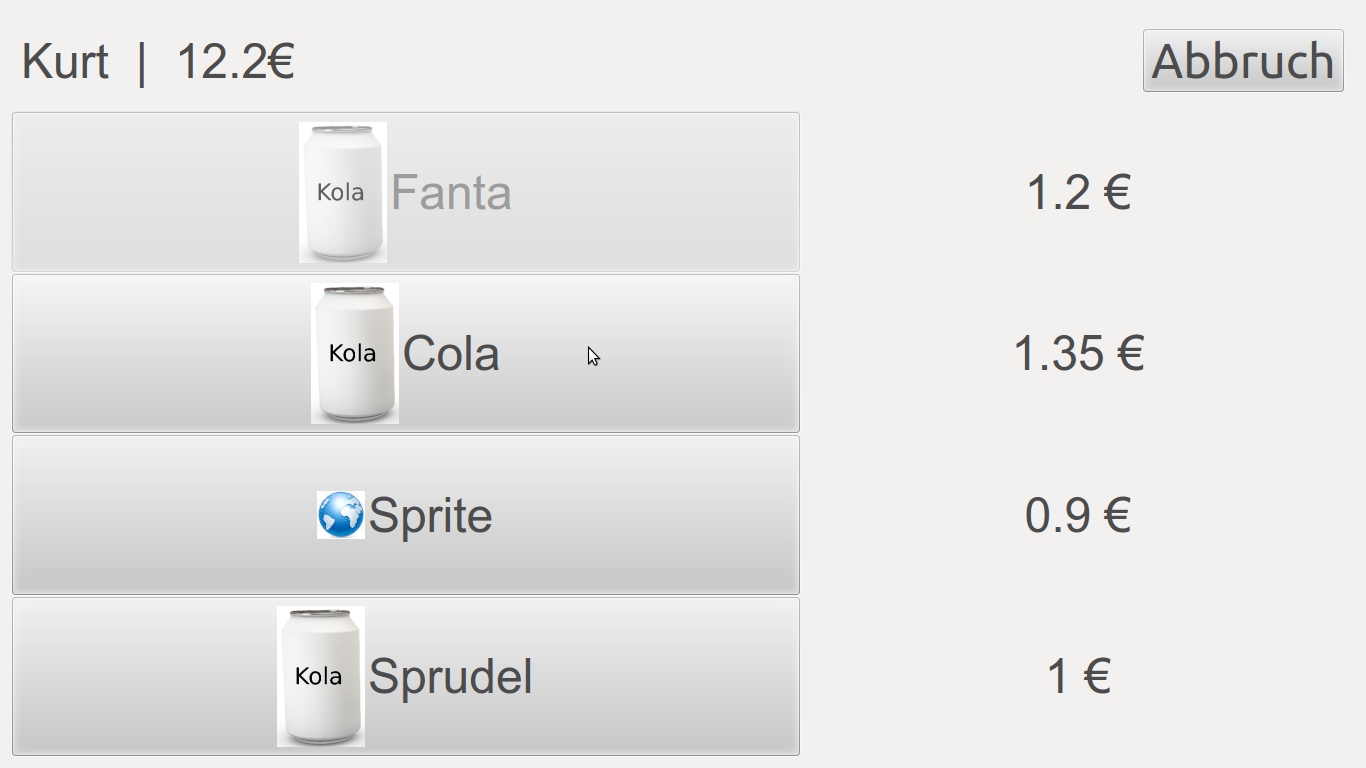 Kurt | 12.2€
Abbruch
Kola Fanta 1.2 €
Kola Cola 1.35 €
Sprite 0.9 €
Kola Sprudel 1 €